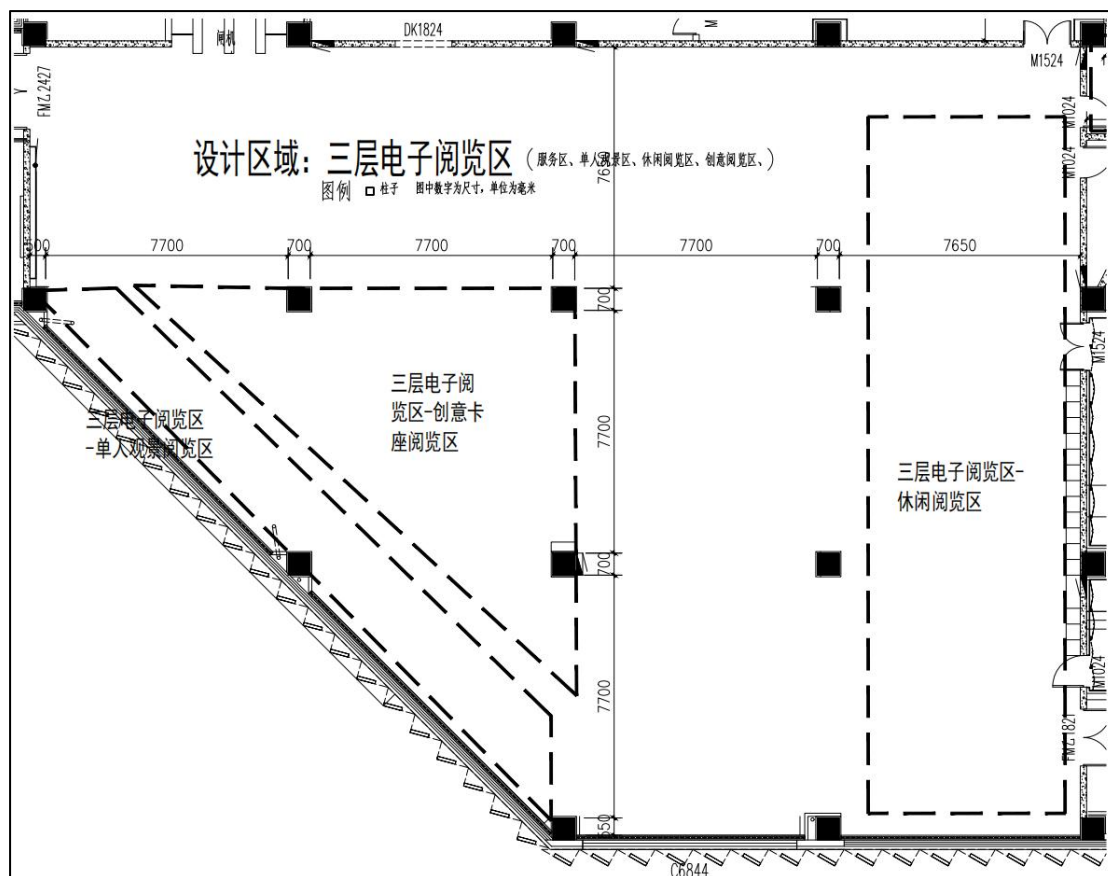 DK1824
闸机
M
M1524
FMZ2427
Y
M1024
设计区域：三层电子阅览区（服务区、单人观景区、休闲阅览区、创意阅览区、）
7650
M1024
图例 柱子 图中数字为尺寸，单位为毫米
500 7700 700 7700 700 7700 700 7650
700
M1524
三层电子阅
览区-创意卡
座阅览区
三层电子阅览区
-单人观景阅览区
7700
三层电子阅览区-
休闲阅览区
700
7700
M1024
FMZ1821
550
C6844